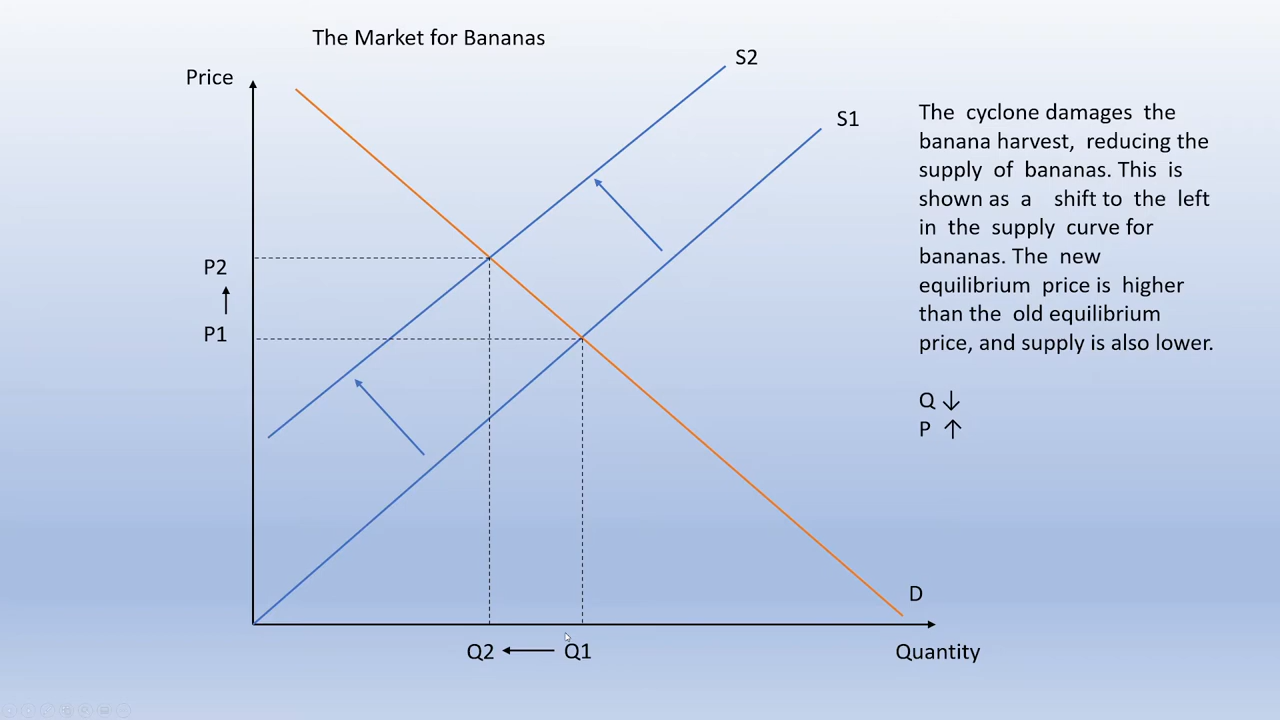 The Market for Bananas
Price
S2
S1
The cyclone damages the
banana harvest, reducing the
supply of bananas. This is
shown as a shift to the left
in the supply curve for
bananas. The new
equilibrium price is higher
than the old equilibrium
price, and supply is also lower.
Q ↓
P ↑
P2
P1
D
Q2
Q1
Quantity